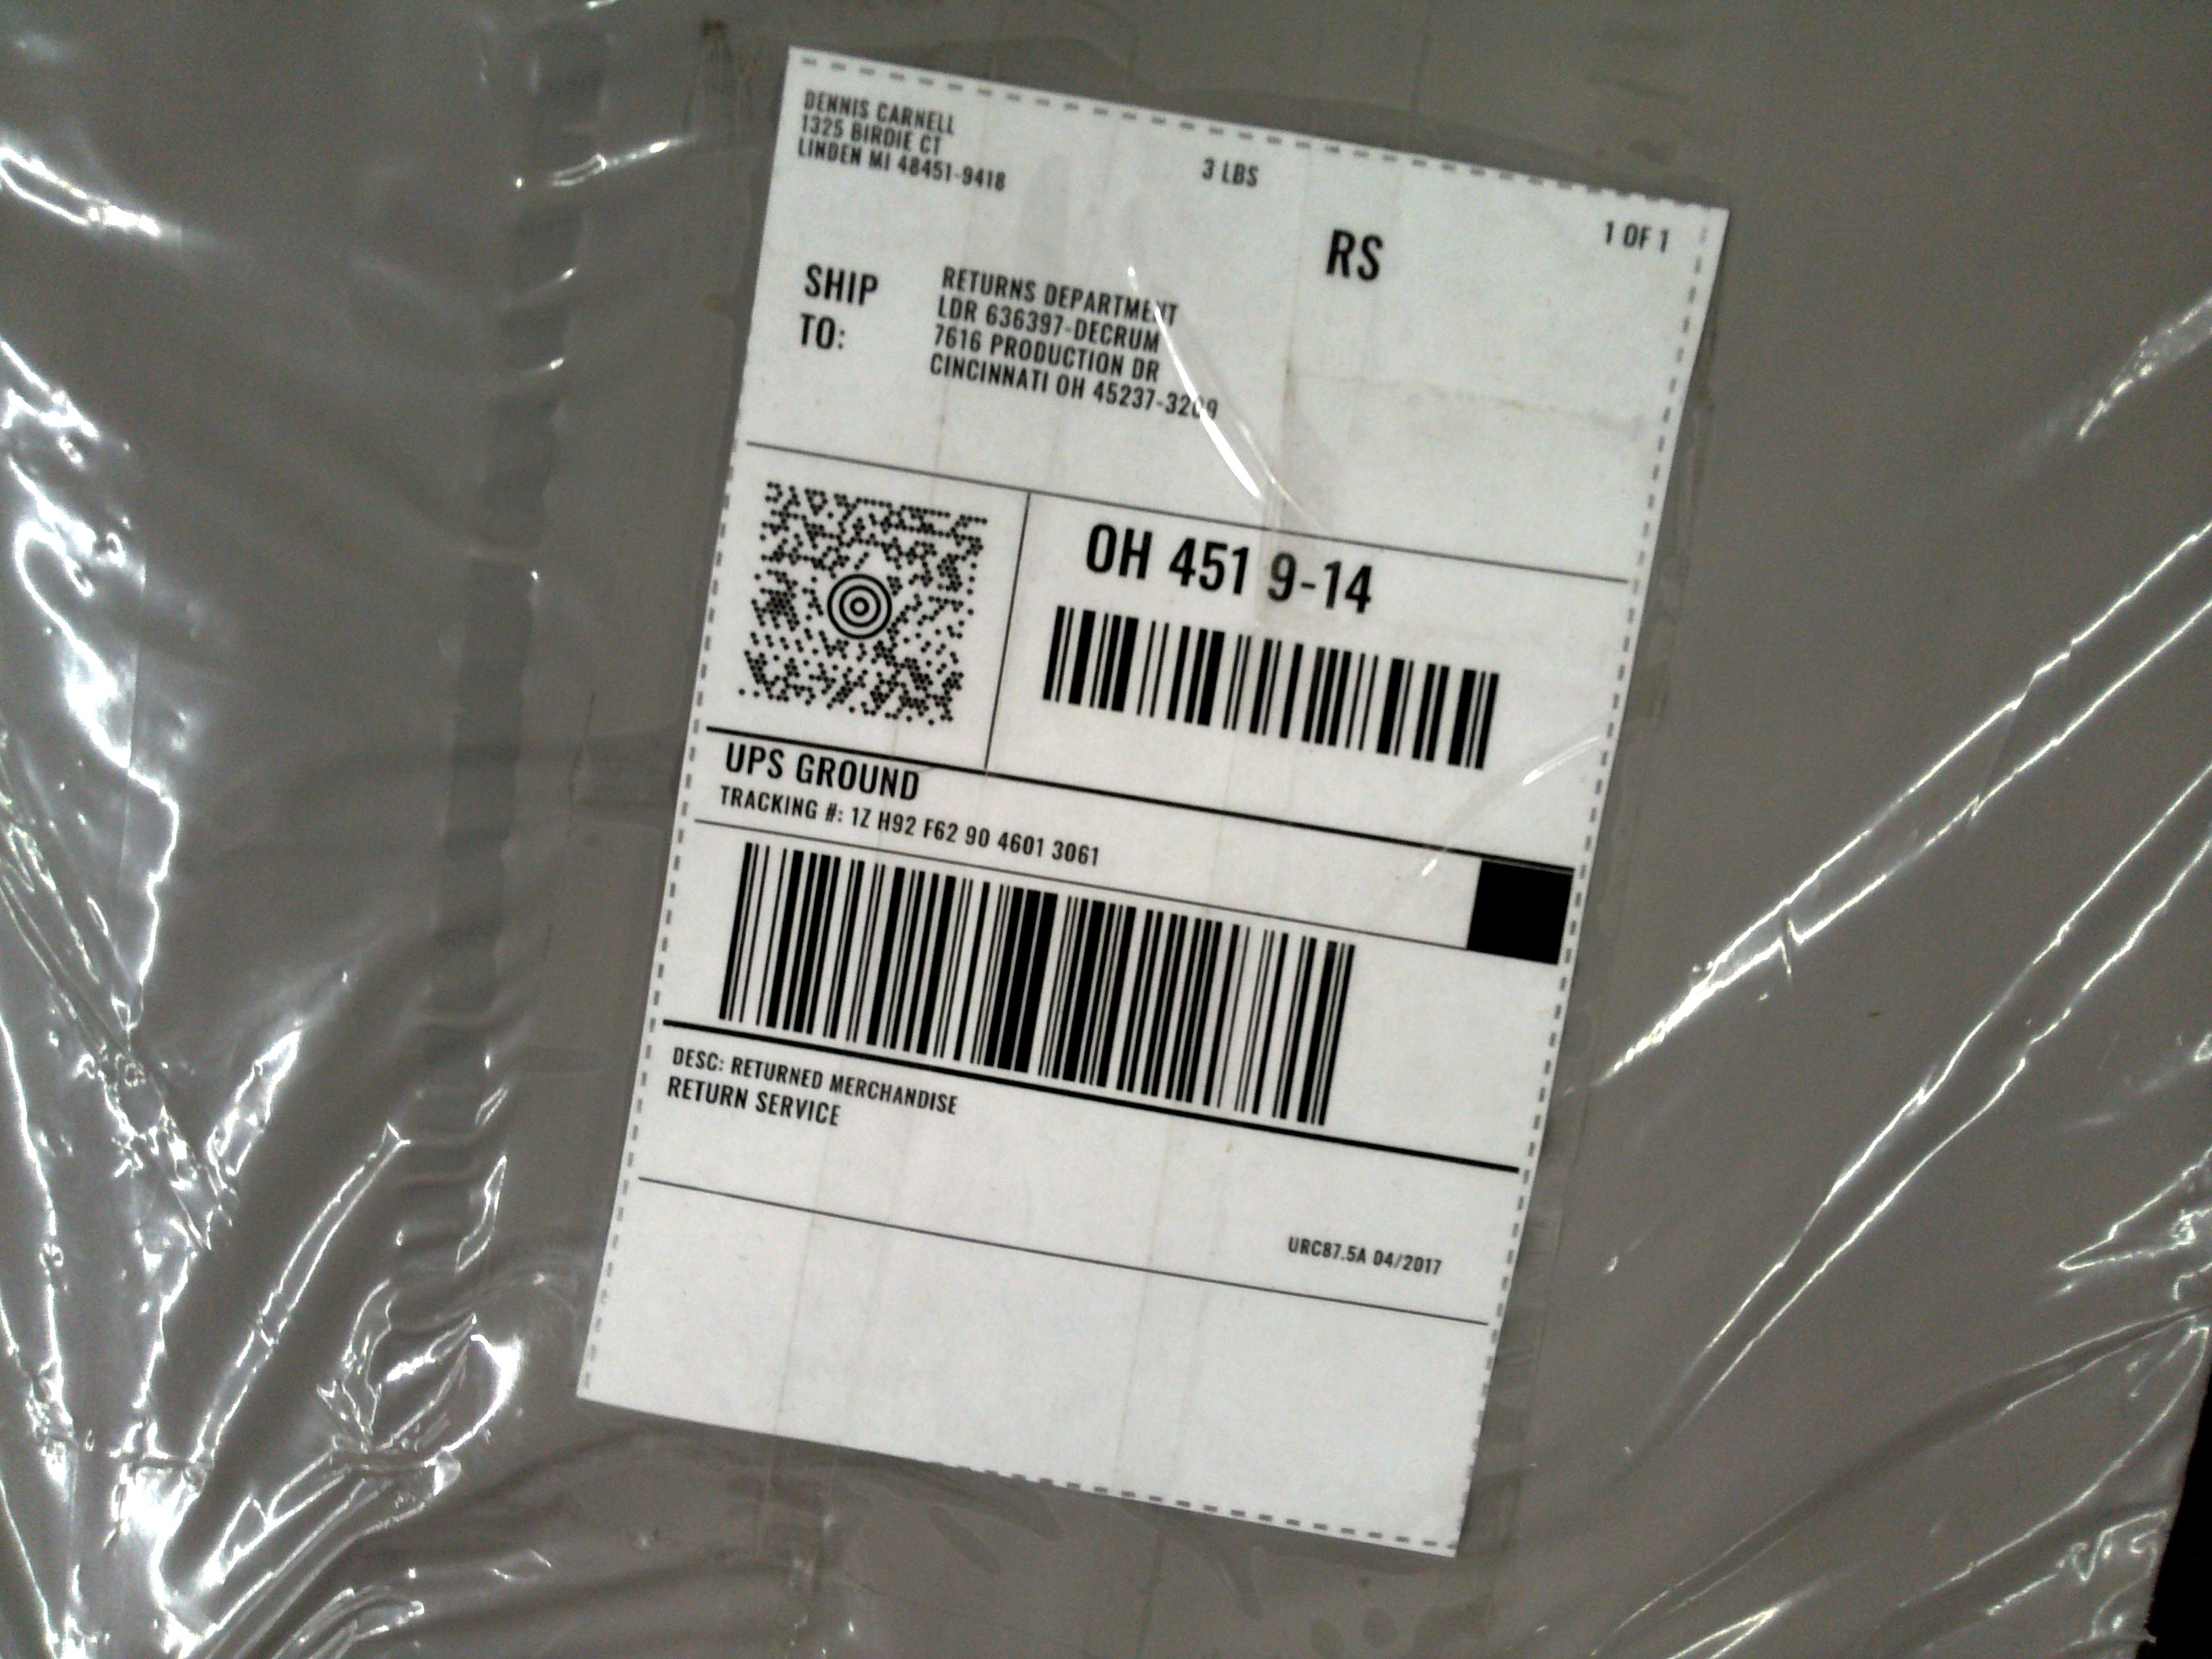 DENNIS CARNELL
1325 BIRDIE CT
LINDEN MI 48451-9418
3 LBS
1 OF 1
RS
SHIP TO:
RETURNS DEPARTMENT
LDR 636397-DECRUM
7616 PRODUCTION DR
CINCINNATI OH
OH 451 9-14
UPS GROUND
TRACKING #: 1Z H92 F62 90 4601 3061
DESC: RETURNED MERCHANDISE
RETURN SERVICE
URC87.5A 04/2017